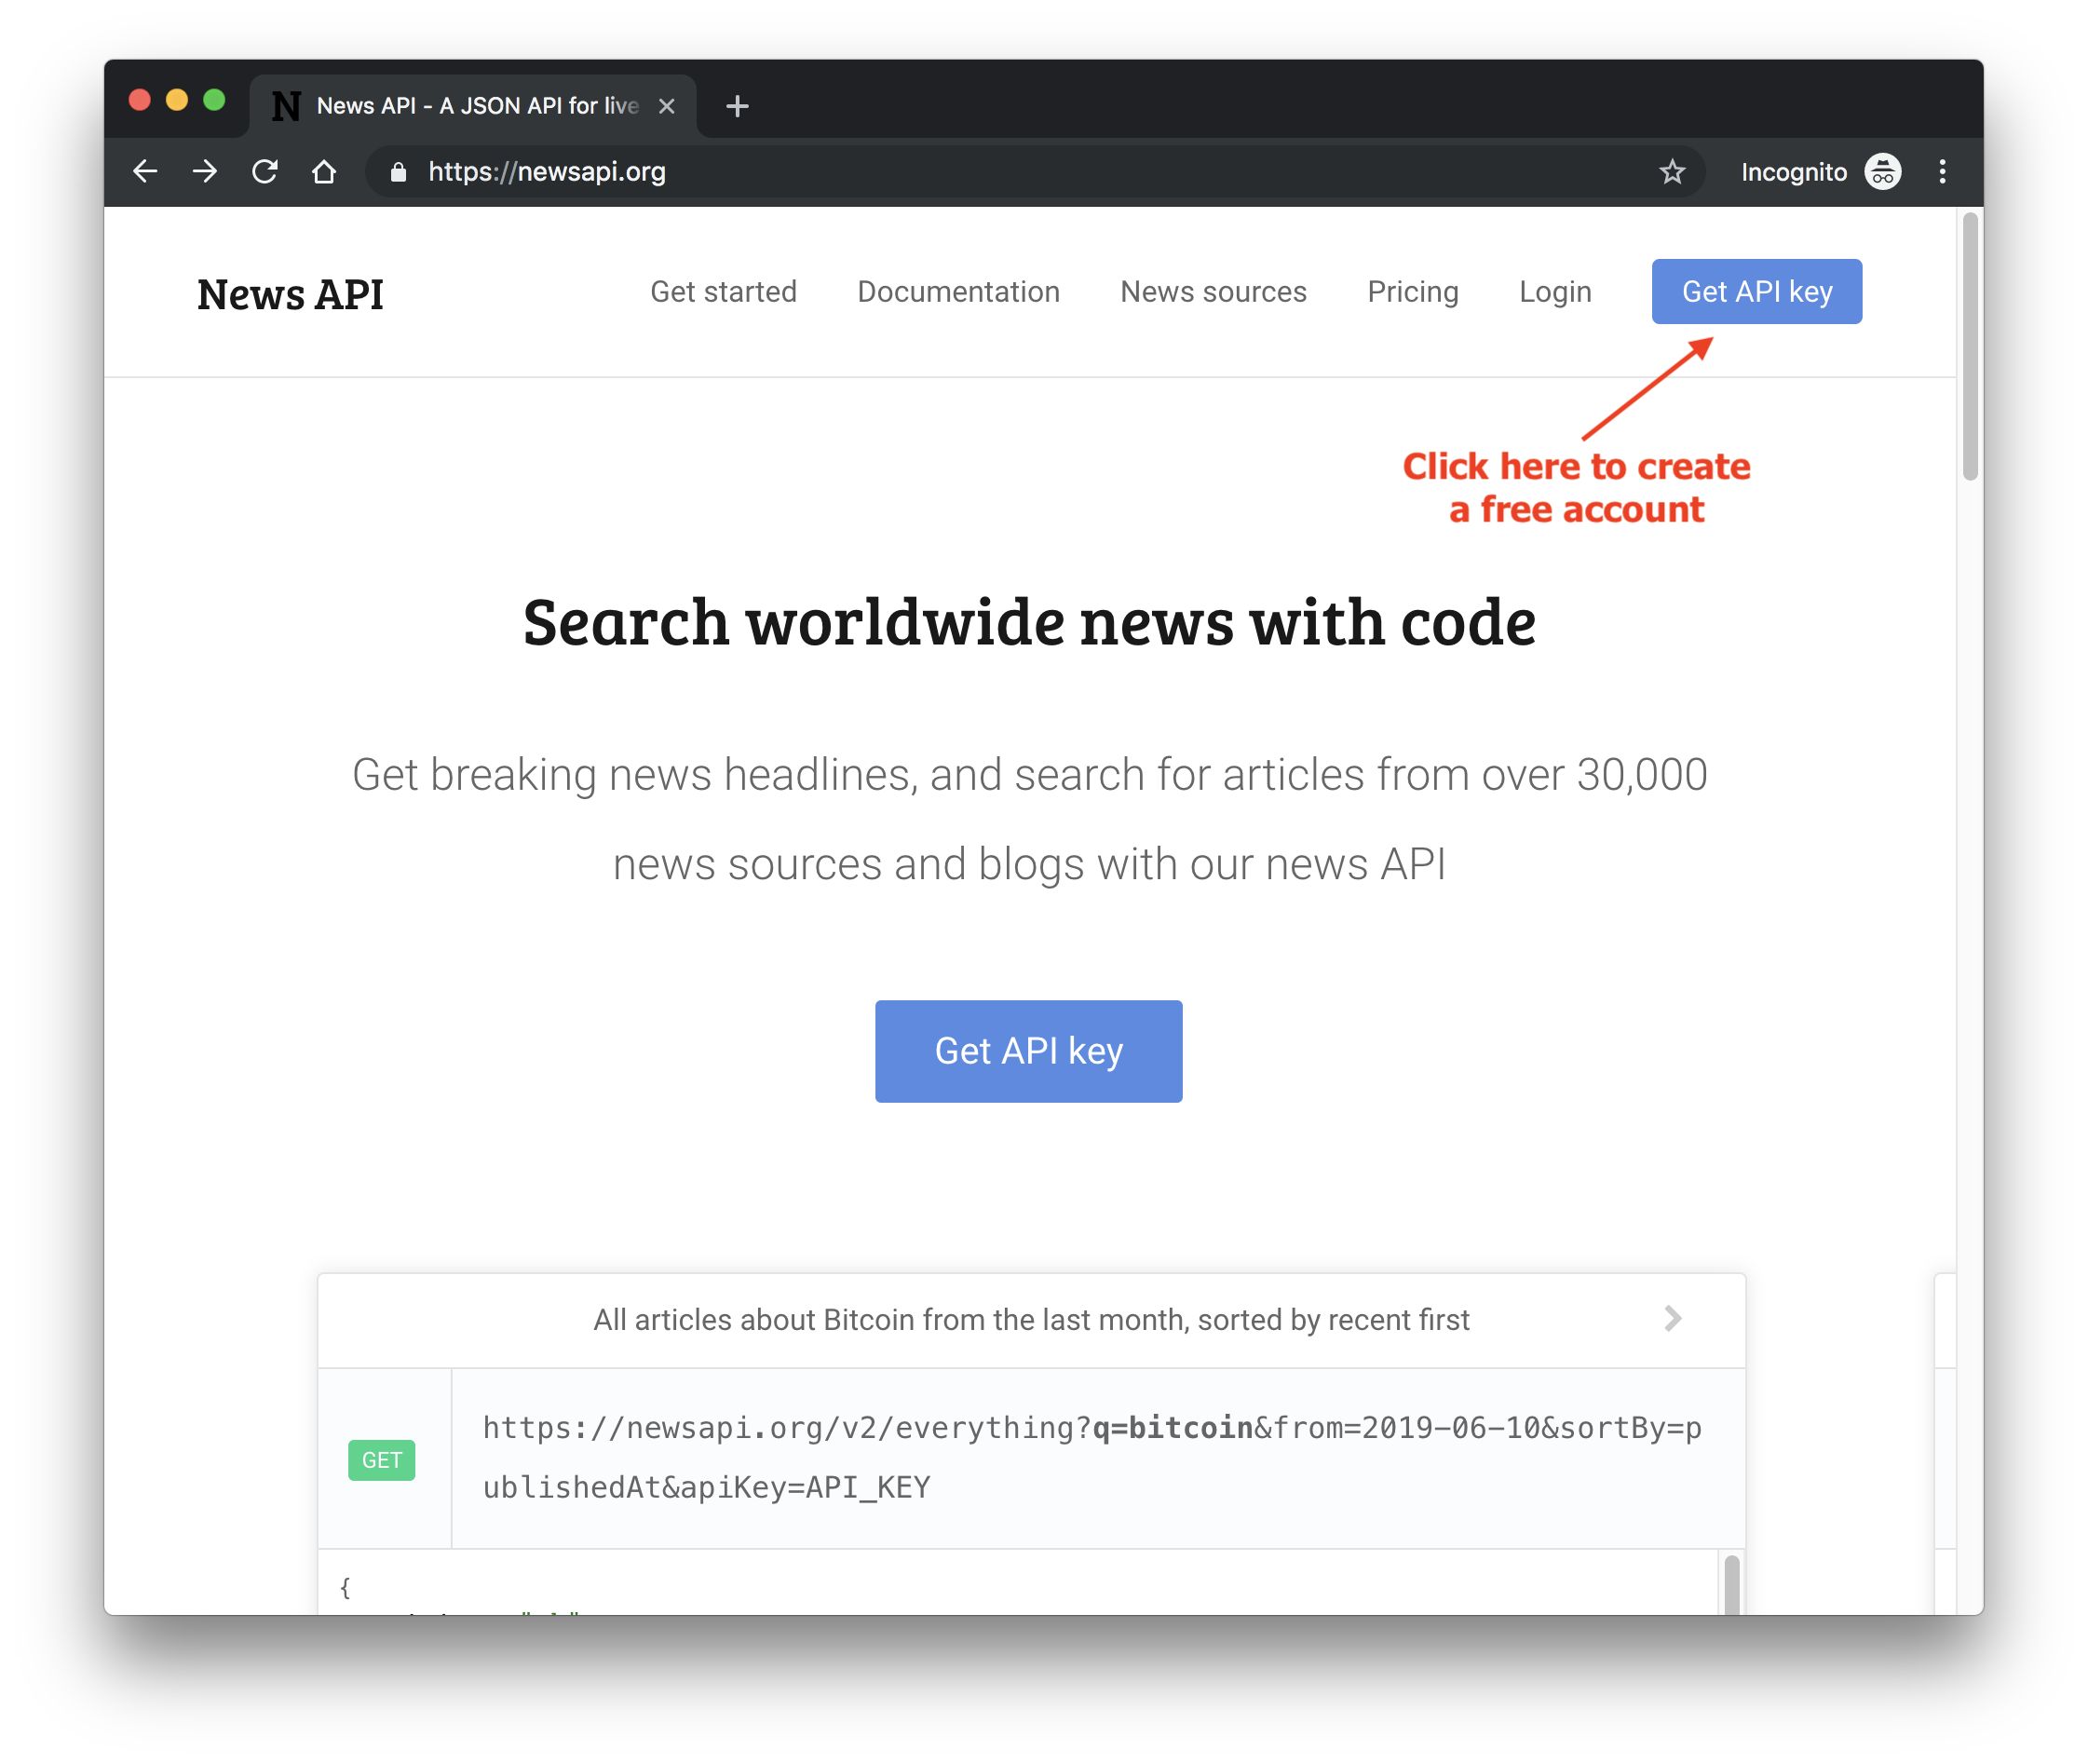 News API - A JSON API for live
https://newsapi.org
Incognito
News API
Get started
Documentation
News sources
Pricing
Login
Get API key
Click here to create
a free account
Search worldwide news with code
Get breaking news headlines, and search for articles from over 30,000
news sources and blogs with our news API
Get API key
All articles about Bitcoin from the last month, sorted by recent first
GET
https://newsapi.org/v2/everything?q=bitcoin&from=2019-06-10&sortBy=p
ublishedAt&apiKey=API_KEY
{